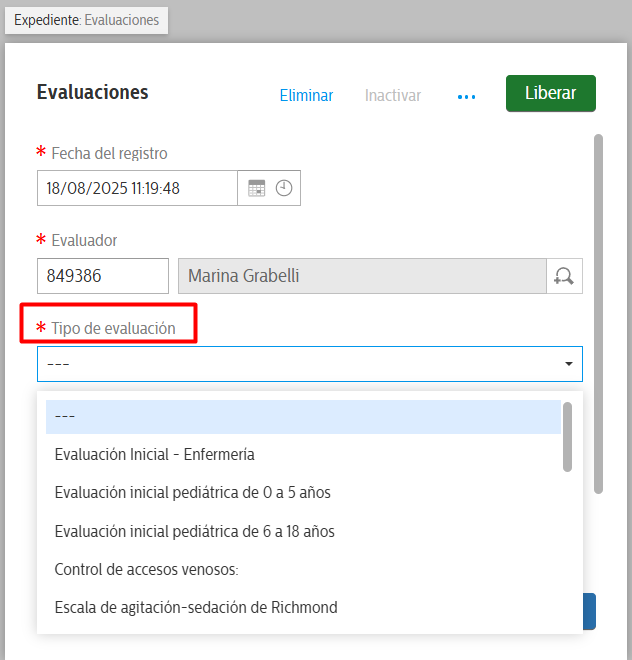 Expediente: Evaluaciones
Evaluaciones
Eliminar
Inactivar
...
Liberar
* Fecha del registro
18/08/2025 11:19:48
* Evaluador
849386
Marina Grabelli
* Tipo de evaluación
---
---
Evaluación Inicial - Enfermería
Evaluación inicial pediátrica de 0 a 5 años
Evaluación inicial pediátrica de 6 a 18 años
Control de accesos venosos:
Escala de agitación-sedación de Richmond